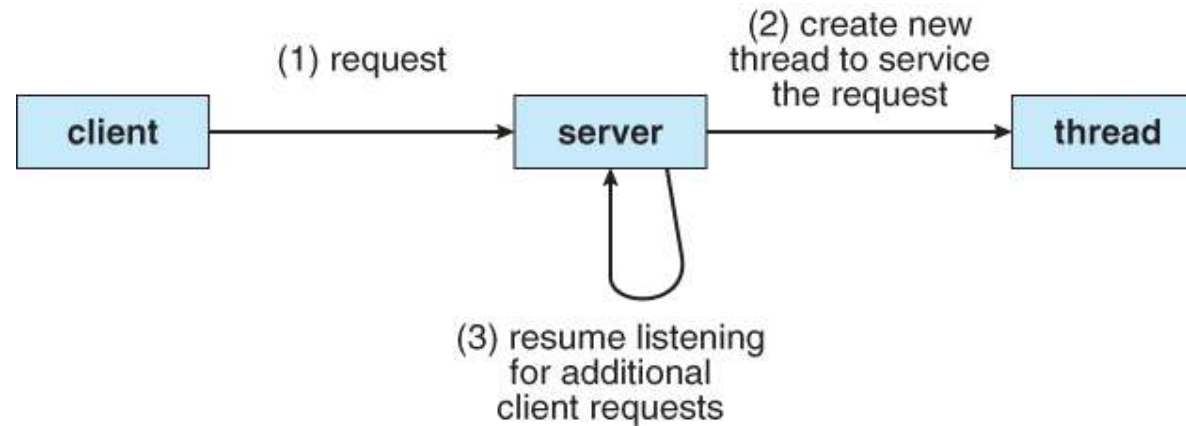 (1) request
(2) create new
thread to service
the request
client
server
thread
(3) resume listening
for additional
client requests